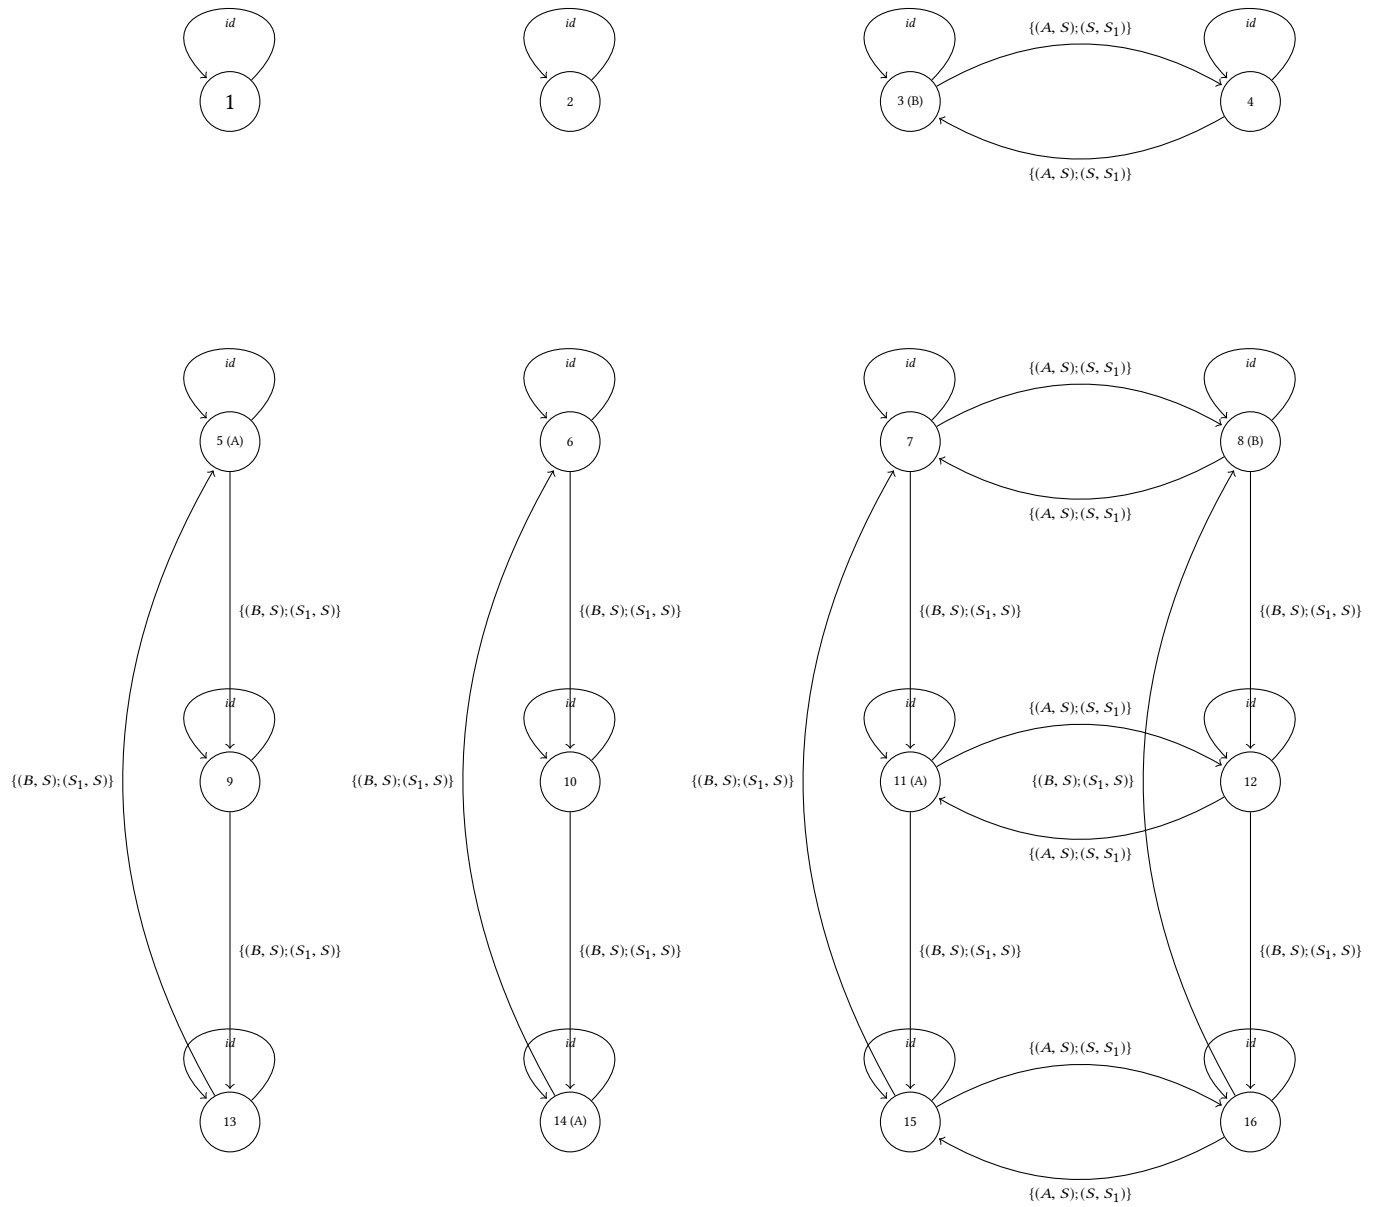 id
id
id
{(A, S);(S, S₁)}
id
1
2
3 (B)
4
{(A, S);(S, S₁)}
id
id
id
{(A, S);(S, S₁)}
id
5 (A)
6
7
8 (B)
{(A, S);(S, S₁)}
{(B, S);(S₁, S)}
{(B, S);(S₁, S)}
{(B, S);(S₁, S)}
{(B, S);(S₁, S)}
id
id
id
{(A, S);(S, S₁)}
id
{(B, S);(S₁, S)}
9
{(B, S);(S₁, S)}
10
{(B, S);(S₁, S)}
11 (A)
{(B, S);(S₁, S)}
12
{(A, S);(S, S₁)}
{(B, S);(S₁, S)}
{(B, S);(S₁, S)}
{(B, S);(S₁, S)}
{(B, S);(S₁, S)}
id
id
id
{(A, S);(S, S₁)}
id
13
14 (A)
15
16
{(A, S);(S, S₁)}